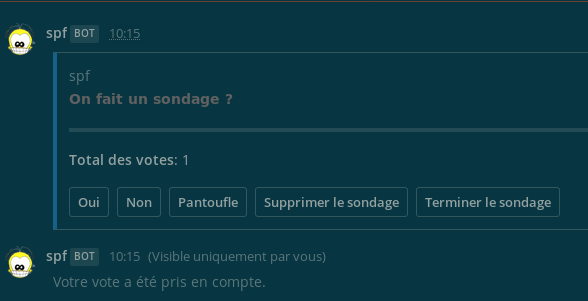 spf BOT 10:15
spf
On fait un sondage ?
Total des votes: 1
Oui Non Pantoufle Supprimer le sondage Terminer le sondage
spf BOT 10:15 (Visible uniquement par vous)
Votre vote a été pris en compte.